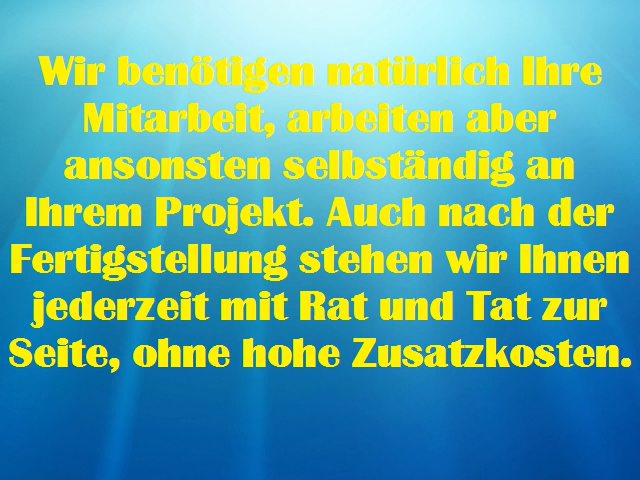 Wir benötigen natürlich Ihre
Mitarbeit, arbeiten aber
ansonsten selbständig an
Ihrem Projekt. Auch nach der
Fertigstellung stehen wir Ihnen
jederzeit mit Rat und Tat zur
Seite, ohne hohe Zusatzkosten.